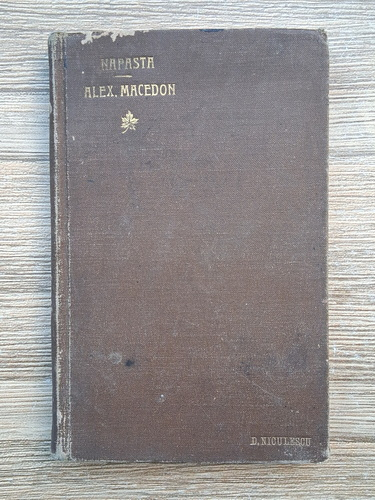 NAPASTA
ALEX. MACEDON
D. NICULESCU